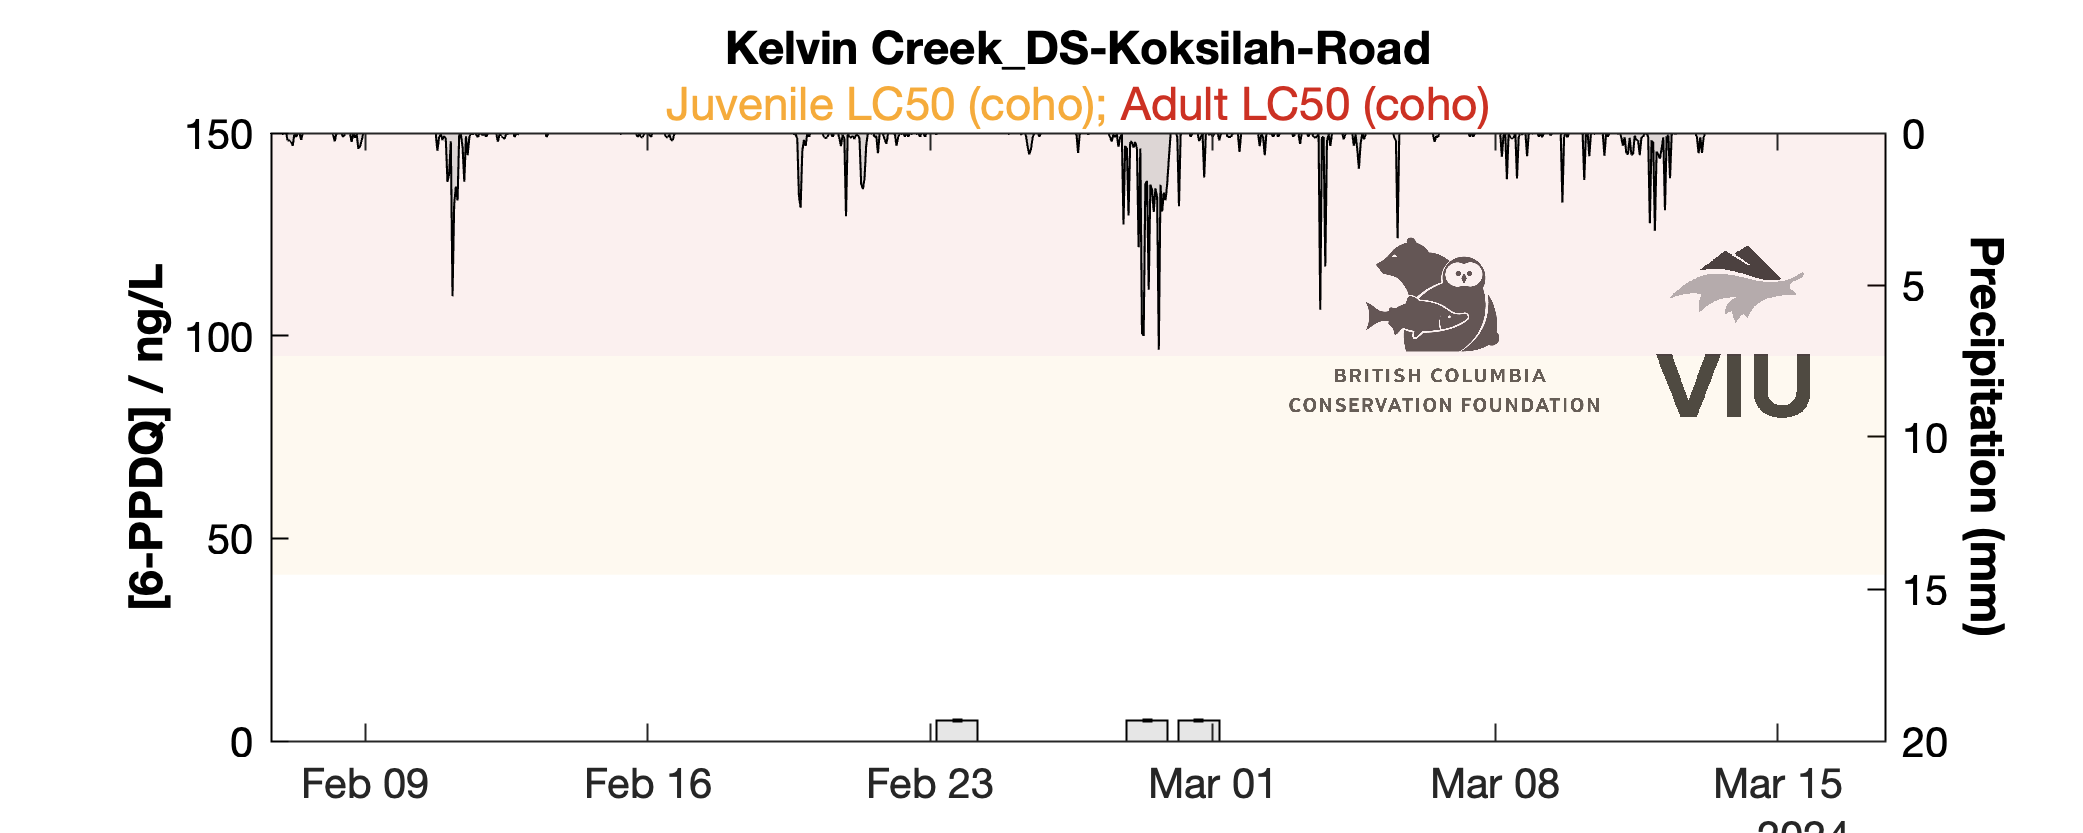 Kelvin Creek_DS-Koksilah-Road
Juvenile LC50 (coho); Adult LC50 (coho)
150
100
50
0
[6-PPDQ] / ng/L
0
5
10
15
20
Precipitation (mm)
BRITISH COLUMBIA
CONSERVATION FOUNDATION
VIU
Feb 09
Feb 16
Feb 23
Mar 01
Mar 08
Mar 15
2024